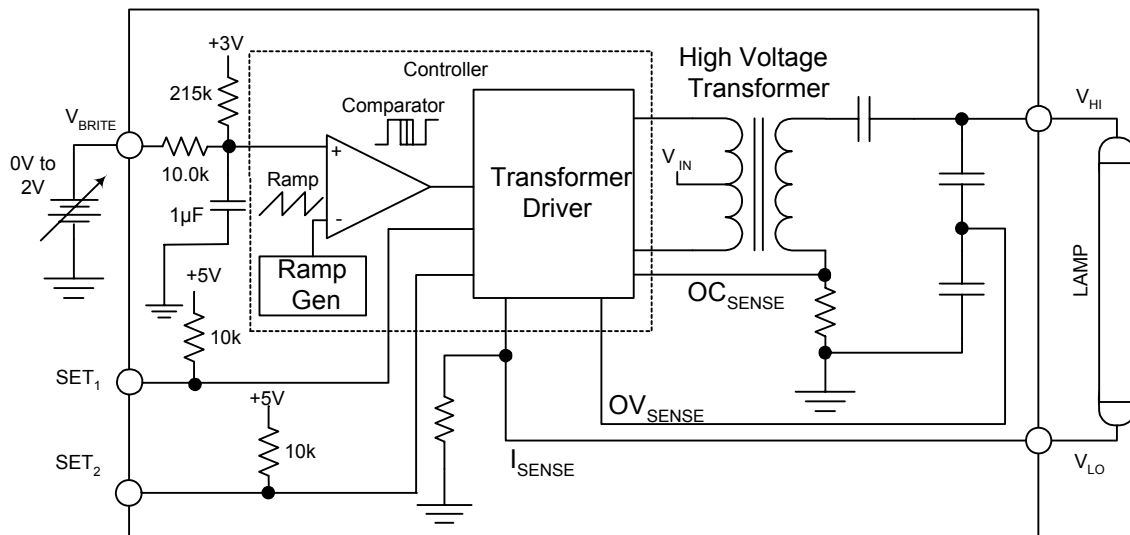 +3V
Controller
High Voltage
Transformer
215k
Comparator
V_BRITE
V_HI
0V to
2V
10.0k
+
V_IN
Ramp
Transformer
Driver
1µF
-
Ramp
Gen
+5V
OC_SENSE
LAMP
10k
SET_1
+5V
OV_SENSE
10k
SET_2
I_SENSE
V_LO